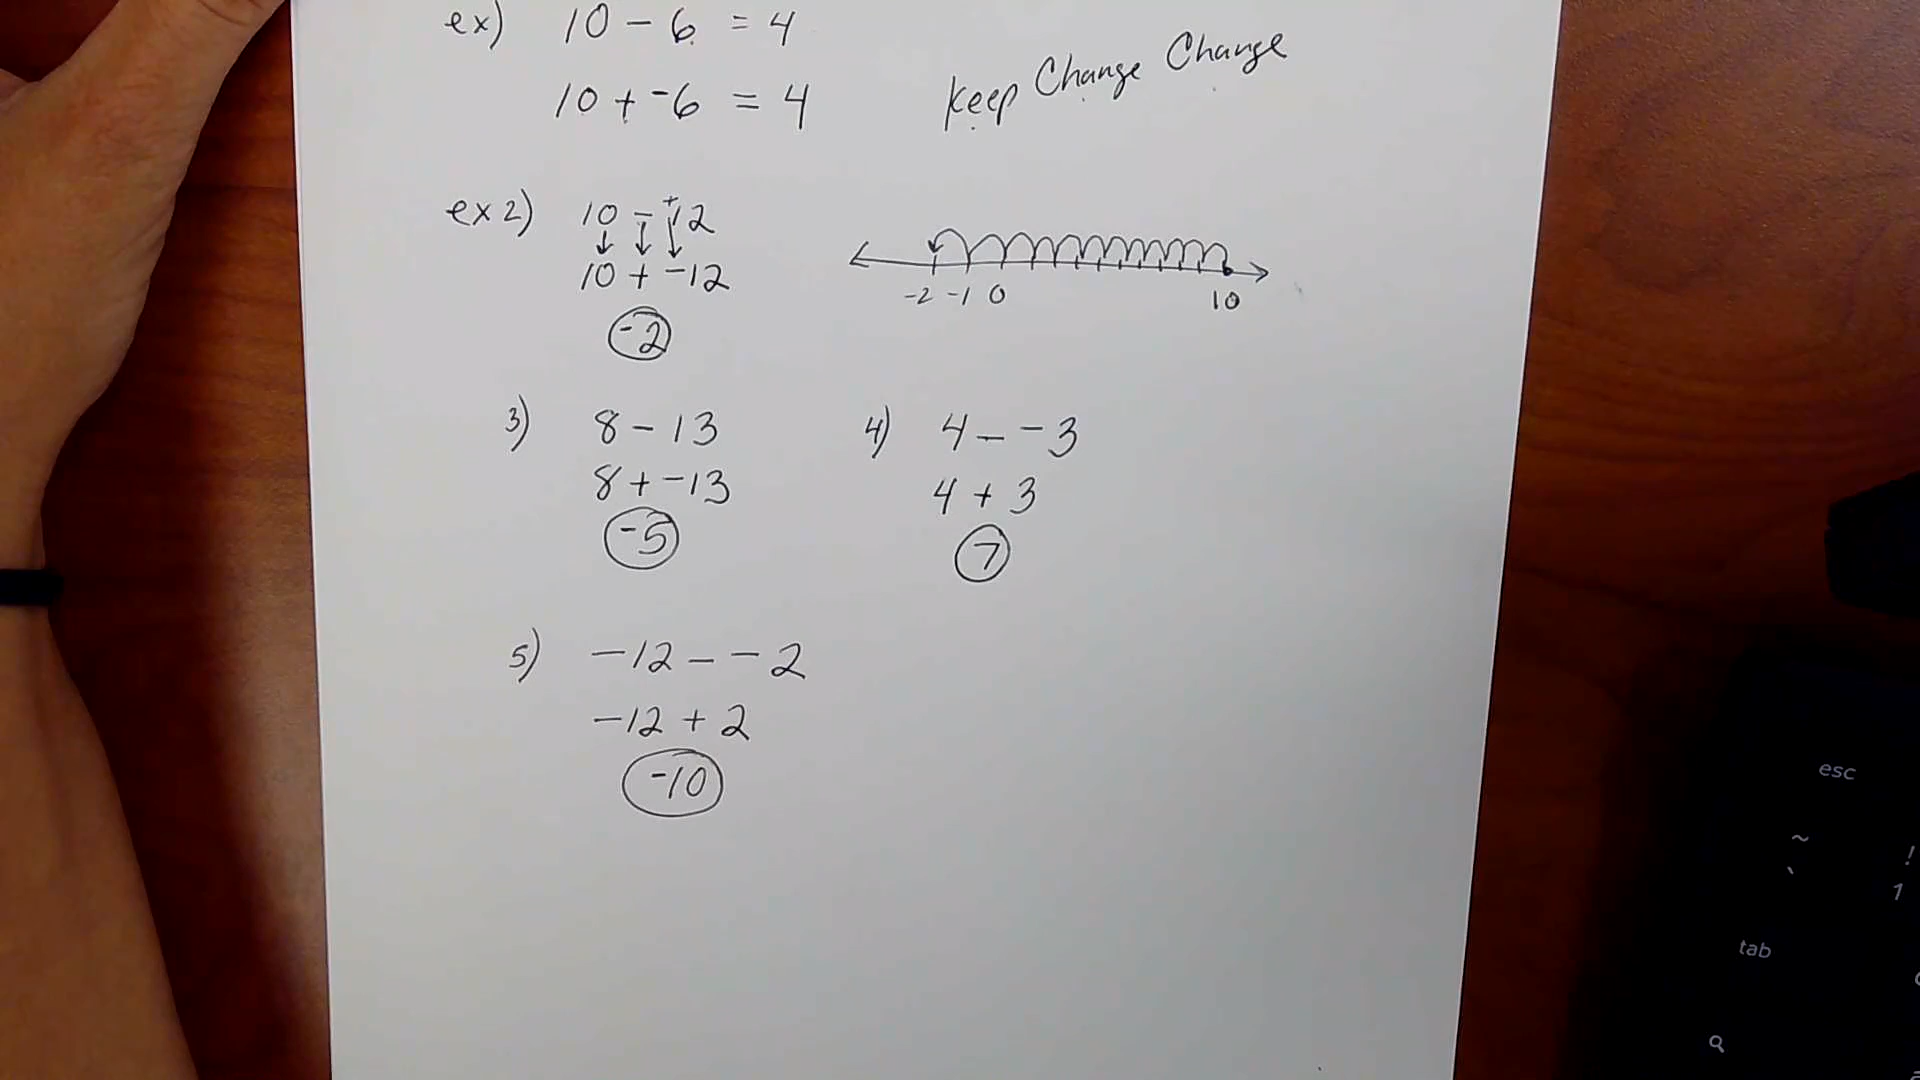 ex) 10 - 6 = 4
10 + -6 = 4
Keep Change Change
ex 2) 10 - +12
10 + -12
-2
-2 -1 0 10
3) 8 - 13
8 + -13
-5
4) 4 - -3
4 + 3
7
5) -12 - -2
-12 + 2
-10
esc
~
`
!
1
tab